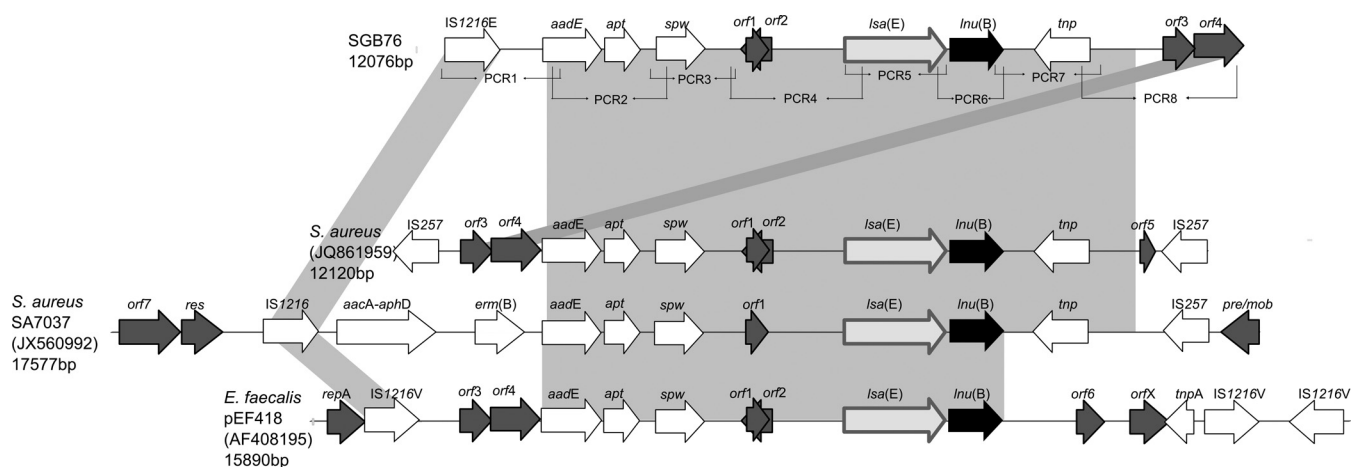 IS1216E aadE apt spw orf1 orf2 lsa(E) lnu(B) tnp orf3 orf4
SGB76
12076bp
PCR1 PCR3 PCR5 PCR7
PCR2 PCR4 PCR6 PCR8
IS257 orf3 orf4 aadE apt spw orf1 orf2 lsa(E) lnu(B) tnp orf5 IS257
S. aureus
(JQ861959)
12120bp
orf7 res IS1216 aacA-aphD erm(B) aadE apt spw orf1 lsa(E) lnu(B) tnp IS257 pre/mob
S. aureus
SA7037
(JX560992)
17577bp
repA IS1216V orf3 orf4 aadE apt spw orf1 orf2 lsa(E) lnu(B) orf6 orfX tnpA IS1216V IS1216V
E. faecalis
pEF418
(AF408195)
15890bp